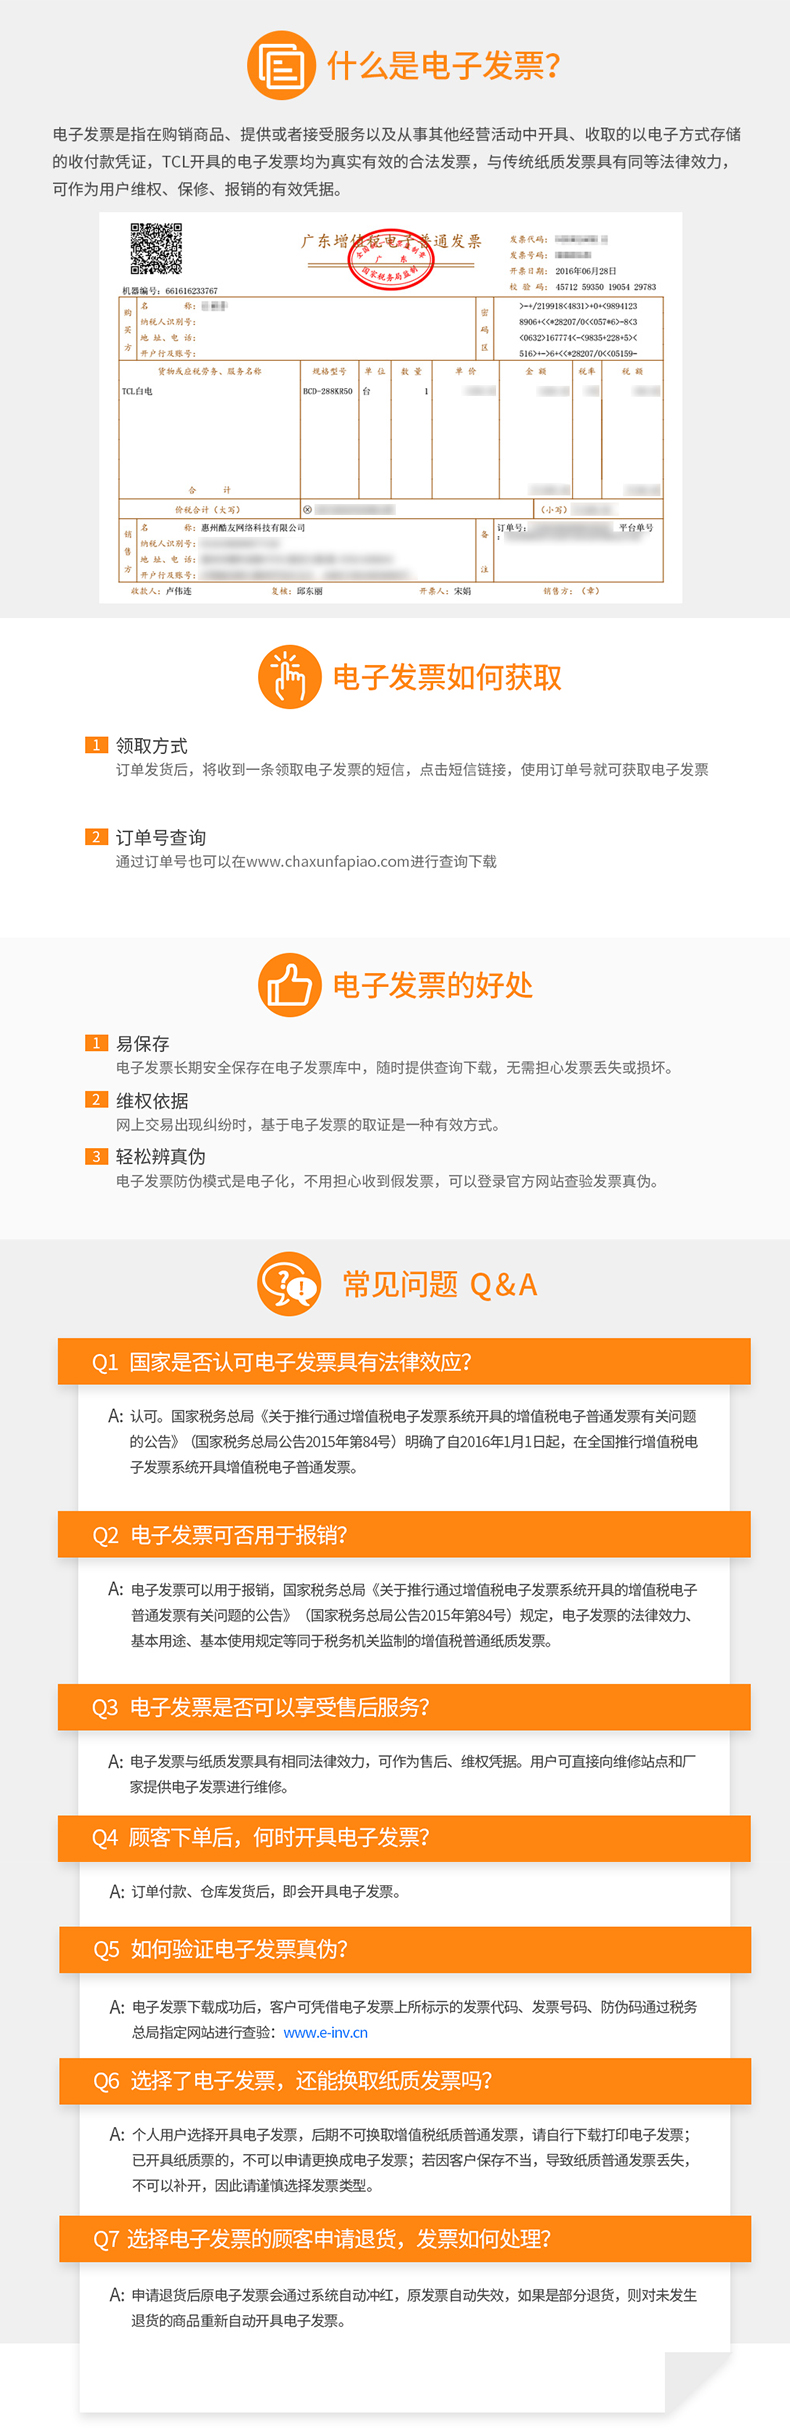 什么是电子发票？
电子发票是指在购销商品、提供或者接受服务以及从事其他经营活动中开具、收取的以电子方式存储
的收付款凭证，TCL开具的电子发票均为真实有效的合法发票，与传统纸质发票具有同等法律效力，
可作为用户维权、保修、报销的有效凭据。
广东增值税电子普通发票
国家税务局监制
广 东
机器编号：661616233767
发票代码：
发票号码：
开票日期：2016年06月28日
校 验 码：45712 59350 19054 29783
购买方
名 称：
纳税人识别号：
地 址、电 话：
开户行及账号：
密码区
>-+/219918<4831>+0+<9894123
8906+<<*28207/0<<057*6>-8<3
<0632>167774<-<9835+228+5><
516>+->6+<<*28207/0<<05159-
货物或应税劳务、服务名称 规格型号 单 位 数 量 单 价 金 额 税率 税 额
TCL白电 BCD-288KR50 台 1
合 计
价税合计（大写） ⊗ （小写）
销售方
名 称：惠州酷友网络科技有限公司
纳税人识别号：
地 址、电 话：
开户行及账号：
备注
订单号： 平台单号
：
收款人：卢伟连 复核：邱东丽 开票人：宋娟 销售方：（章）
电子发票如何获取
1 领取方式
订单发货后，将收到一条领取电子发票的短信，点击短信链接，使用订单号就可获取电子发票
2 订单号查询
通过订单号也可以在www.chaxunfapiao.com进行查询下载
电子发票的好处
1 易保存
电子发票长期安全保存在电子发票库中，随时提供查询下载，无需担心发票丢失或损坏。
2 维权依据
网上交易出现纠纷时，基于电子发票的取证是一种有效方式。
3 轻松辨真伪
电子发票防伪模式是电子化，不用担心收到假发票，可以登录官方网站查验发票真伪。
常见问题 Q&A
Q1 国家是否认可电子发票具有法律效应？
A: 认可。国家税务总局《关于推行通过增值税电子发票系统开具的增值税电子普通发票有关问题
的公告》（国家税务总局公告2015年第84号）明确了自2016年1月1日起，在全国推行增值税电
子发票系统开具增值税电子普通发票。
Q2 电子发票可否用于报销？
A: 电子发票可以用于报销，国家税务总局《关于推行通过增值税电子发票系统开具的增值税电子
普通发票有关问题的公告》（国家税务总局公告2015年第84号）规定，电子发票的法律效力、
基本用途、基本使用规定等同于税务机关监制的增值税普通纸质发票。
Q3 电子发票是否可以享受售后服务？
A: 电子发票与纸质发票具有相同法律效力，可作为售后、维权凭据。用户可直接向维修站点和厂
家提供电子发票进行维修。
Q4 顾客下单后，何时开具电子发票？
A: 订单付款、仓库发货后，即会开具电子发票。
Q5 如何验证电子发票真伪？
A: 电子发票下载成功后，客户可凭借电子发票上所标示的发票代码、发票号码、防伪码通过税务
总局指定网站进行查验：www.e-inv.cn
Q6 选择了电子发票，还能换取纸质发票吗？
A: 个人用户选择开具电子发票，后期不可换取增值税纸质普通发票，请自行下载打印电子发票；
已开具纸质票的，不可以申请更换成电子发票；若因客户保存不当，导致纸质普通发票丢失，
不可以补开，因此请谨慎选择发票类型。
Q7 选择电子发票的顾客申请退货，发票如何处理？
A: 申请退货后原电子发票会通过系统自动冲红，原发票自动失效，如果是部分退货，则对未发生
退货的商品重新自动开具电子发票。